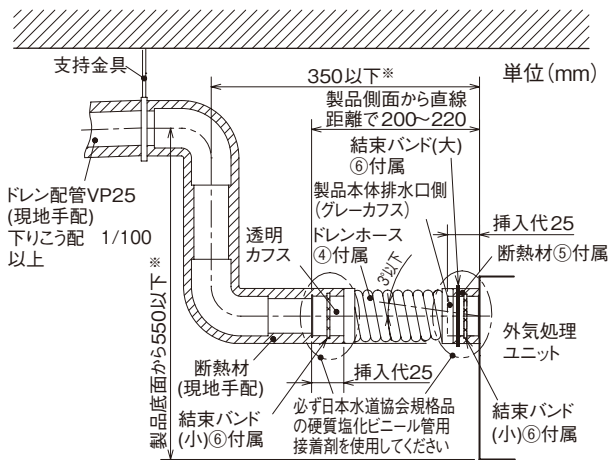 支持金具
350以下※
単位（mm）
製品側面から直線
距離で200～220
結束バンド(大)
⑥付属
ドレン配管VP25
(現地手配)
下りこう配 1/100
以上
製品本体排水口側
(グレーカフス)
挿入代25
透明
カフス
ドレンホース
④付属
断熱材⑤付属
3°以下
製品底面から550以下※
外気処理
ユニット
断熱材
(現地手配)
挿入代25
結束バンド
(小)⑥付属
必ず日本水道協会規格品
の硬質塩化ビニール管用
接着剤を使用してください
結束バンド
(小)⑥付属